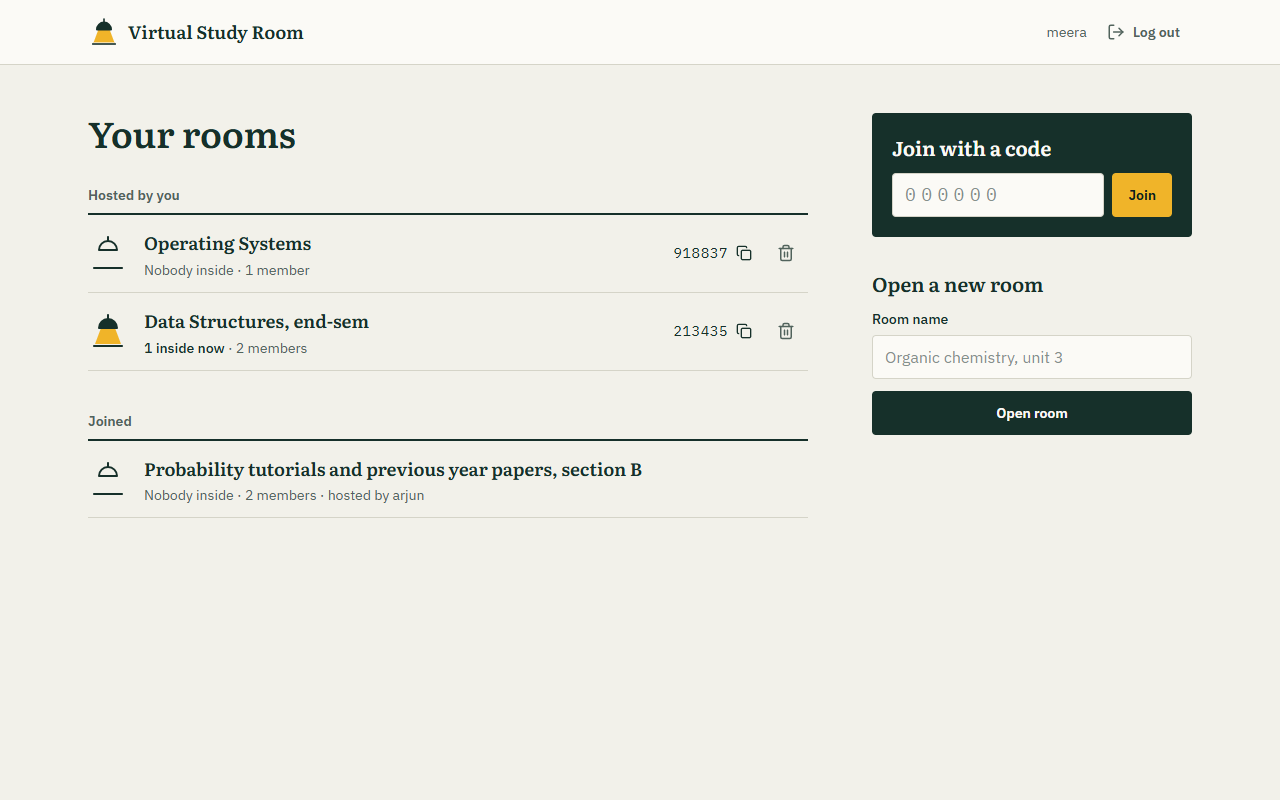 Virtual Study Room
meera
Log out
Your rooms
Hosted by you
Operating Systems
Nobody inside · 1 member
918837
Data Structures, end-sem
1 inside now · 2 members
213435
Joined
Probability tutorials and previous year papers, section B
Nobody inside · 2 members · hosted by arjun
Join with a code
000000
Join
Open a new room
Room name
Organic chemistry, unit 3
Open room